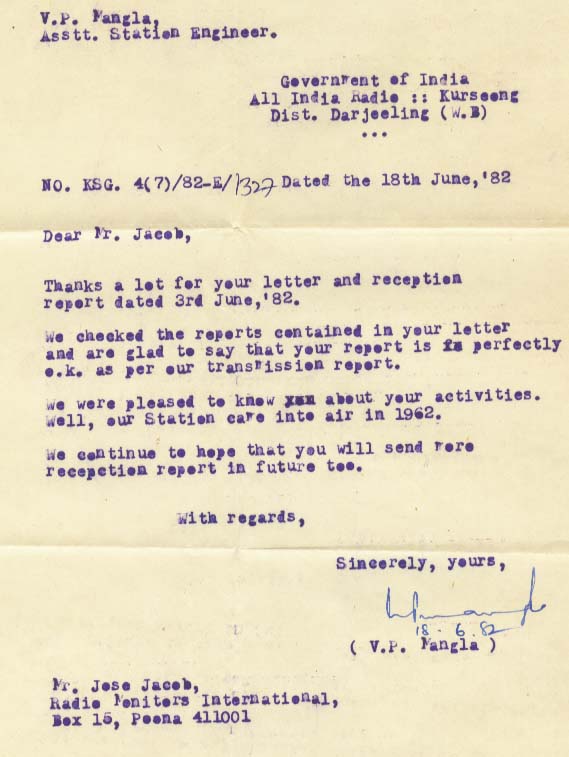 V.P. Mangla,
Asstt. Station Engineer.
Government of India
All India Radio :: Kurseong
Dist. Darjeeling (W.B)
...
NO. KSG. 4(7)/82-E/1327 Dated the 18th June,'82
Dear Mr. Jacob,
Thanks a lot for your letter and reception
report dated 3rd June,'82.
We checked the reports contained in your letter
and are glad to say that your report is perfectly
o.k. as per our transmission report.
We were pleased to know xxx about your activities.
Well, our Station came into air in 1962.
We continue to hope that you will send more
recepction report in future too.
With regards,
Sincerely, yours,
18-6.82
( V.P. Mangla )
Mr. Jose Jacob,
Radio Monitors International,
Box 15, Poona 411001